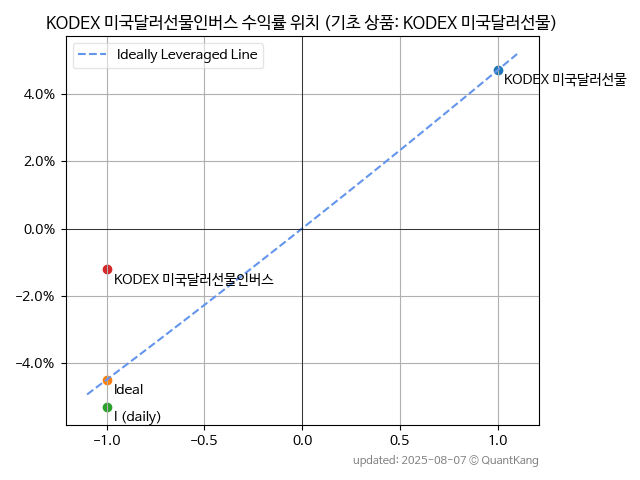 KODEX 미국달러선물인버스 수익률 위치 (기초 상품: KODEX 미국달러선물)
Ideally Leveraged Line
KODEX 미국달러선물
4.0%
2.0%
0.0%
KODEX 미국달러선물인버스
−2.0%
−4.0%
Ideal
I (daily)
−1.0 −0.5 0.0 0.5 1.0
updated: 2025-08-07 © QuantKang